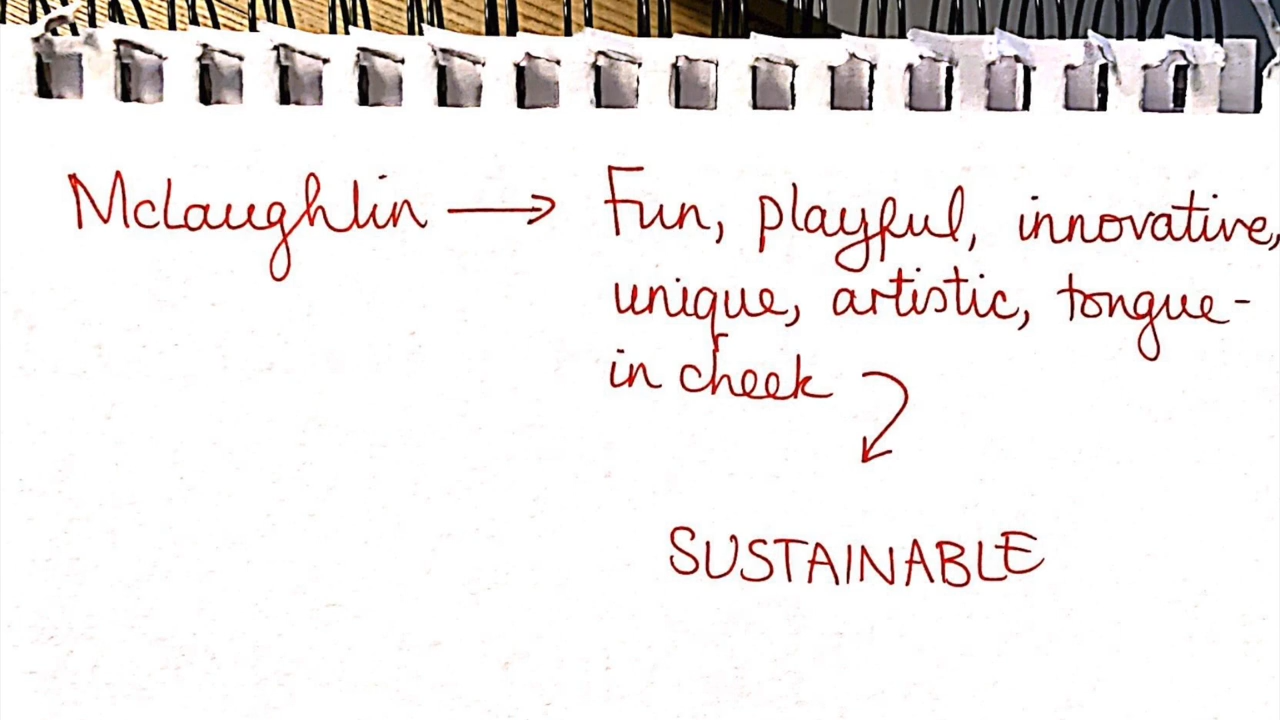 McLaughlin → Fun, playful, innovative,
unique, artistic, tongue-
in cheek
SUSTAINABLE